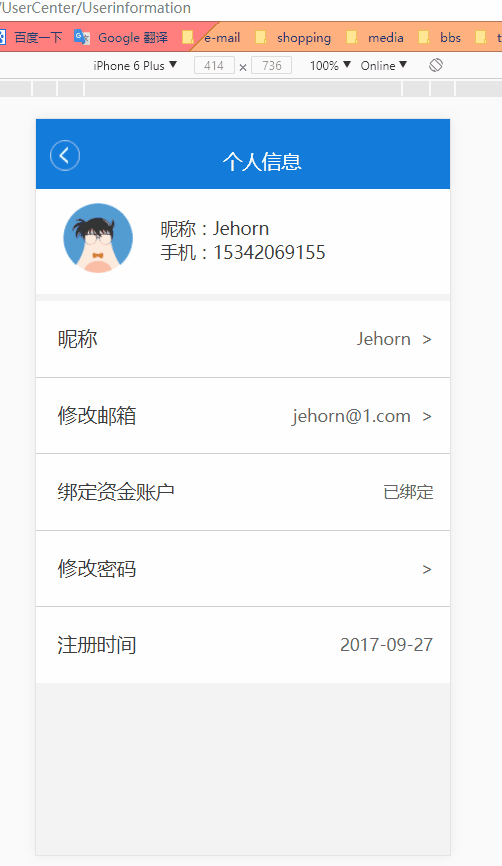 /UserCenter/Userinformation
百度一下 Google 翻译 e-mail shopping media bbs
iPhone 6 Plus ▼ 414 × 736 100% ▼ Online ▼
个人信息
昵称：Jehorn
手机：15342069155
昵称 Jehorn >
修改邮箱 jehorn@1.com >
绑定资金账户 已绑定
修改密码 >
注册时间 2017-09-27